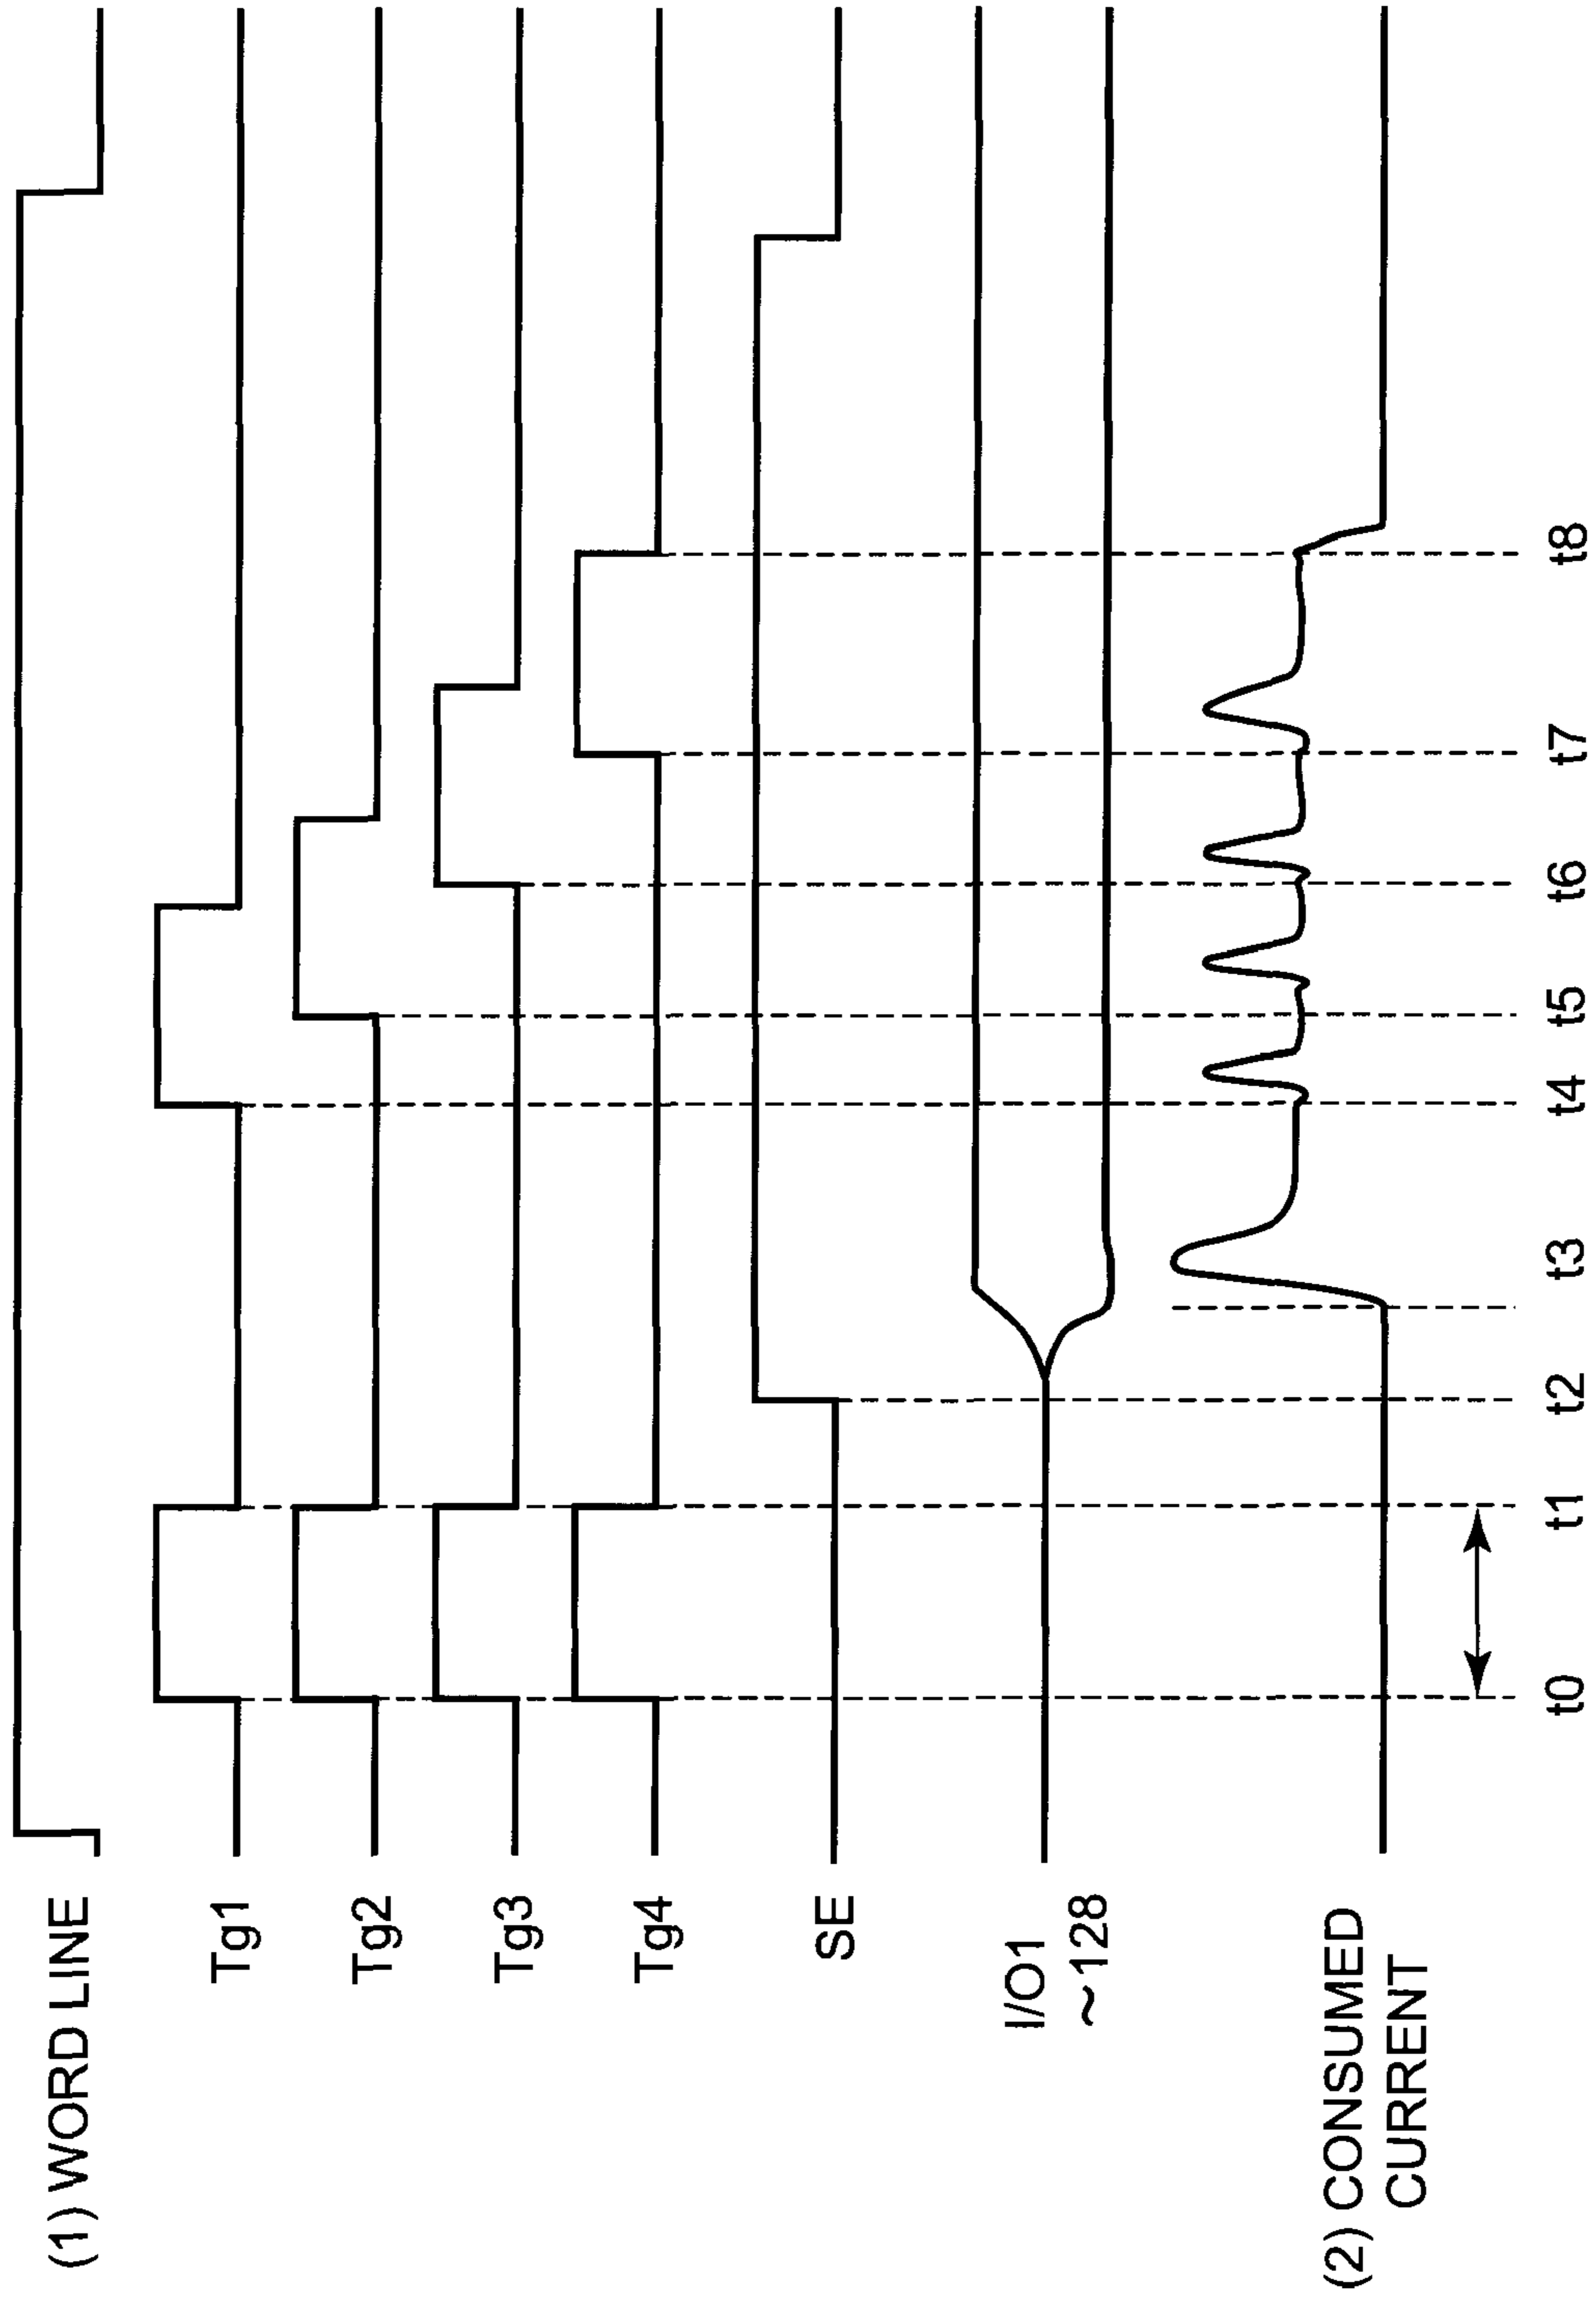 (1) WORD LINE
Tg1
Tg2
Tg3
Tg4
SE
I/O1
~128
(2) CONSUMED
CURRENT
t0 t1 t2 t3 t4 t5 t6 t7 t8